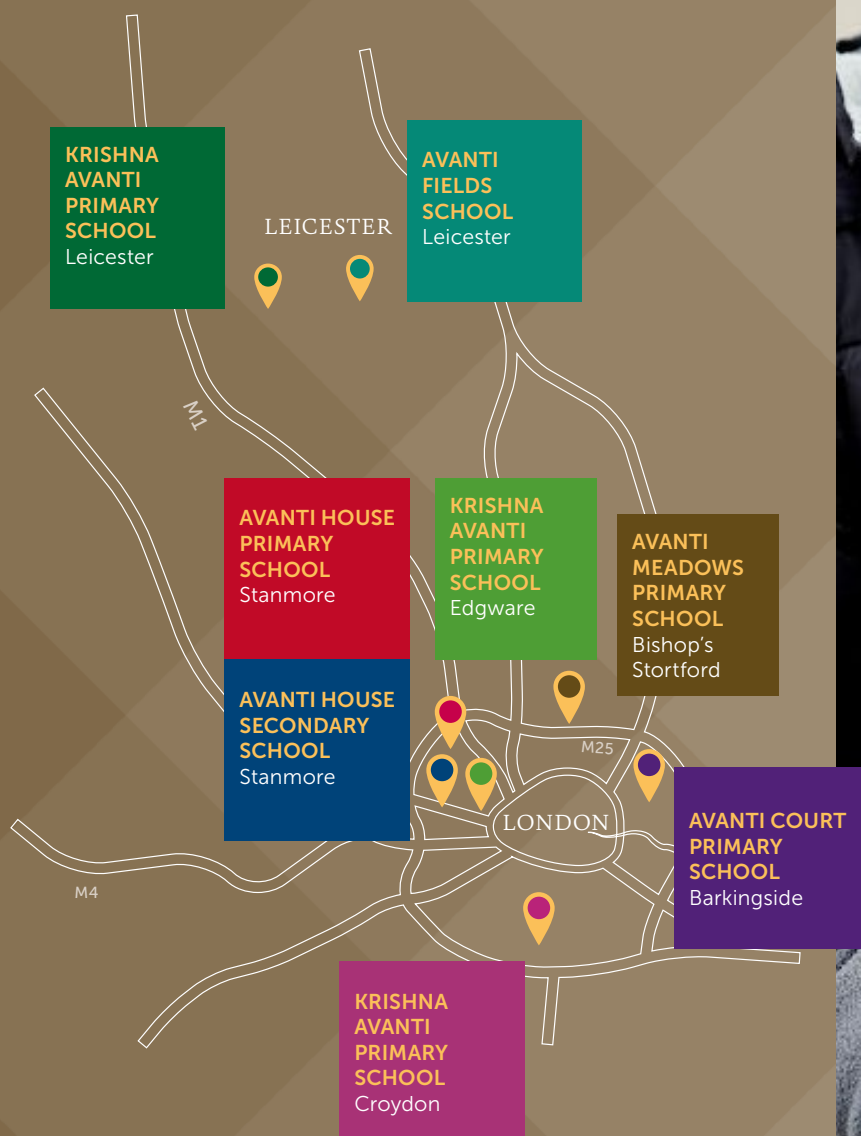 KRISHNA
AVANTI
PRIMARY
SCHOOL
Leicester
AVANTI
FIELDS
SCHOOL
Leicester
LEICESTER
M1
AVANTI HOUSE
PRIMARY
SCHOOL
Stanmore
KRISHNA
AVANTI
PRIMARY
SCHOOL
Edgware
AVANTI
MEADOWS
PRIMARY
SCHOOL
Bishop’s
Stortford
AVANTI HOUSE
SECONDARY
SCHOOL
Stanmore
M25
LONDON
AVANTI COURT
PRIMARY
SCHOOL
Barkingside
M4
KRISHNA
AVANTI
PRIMARY
SCHOOL
Croydon